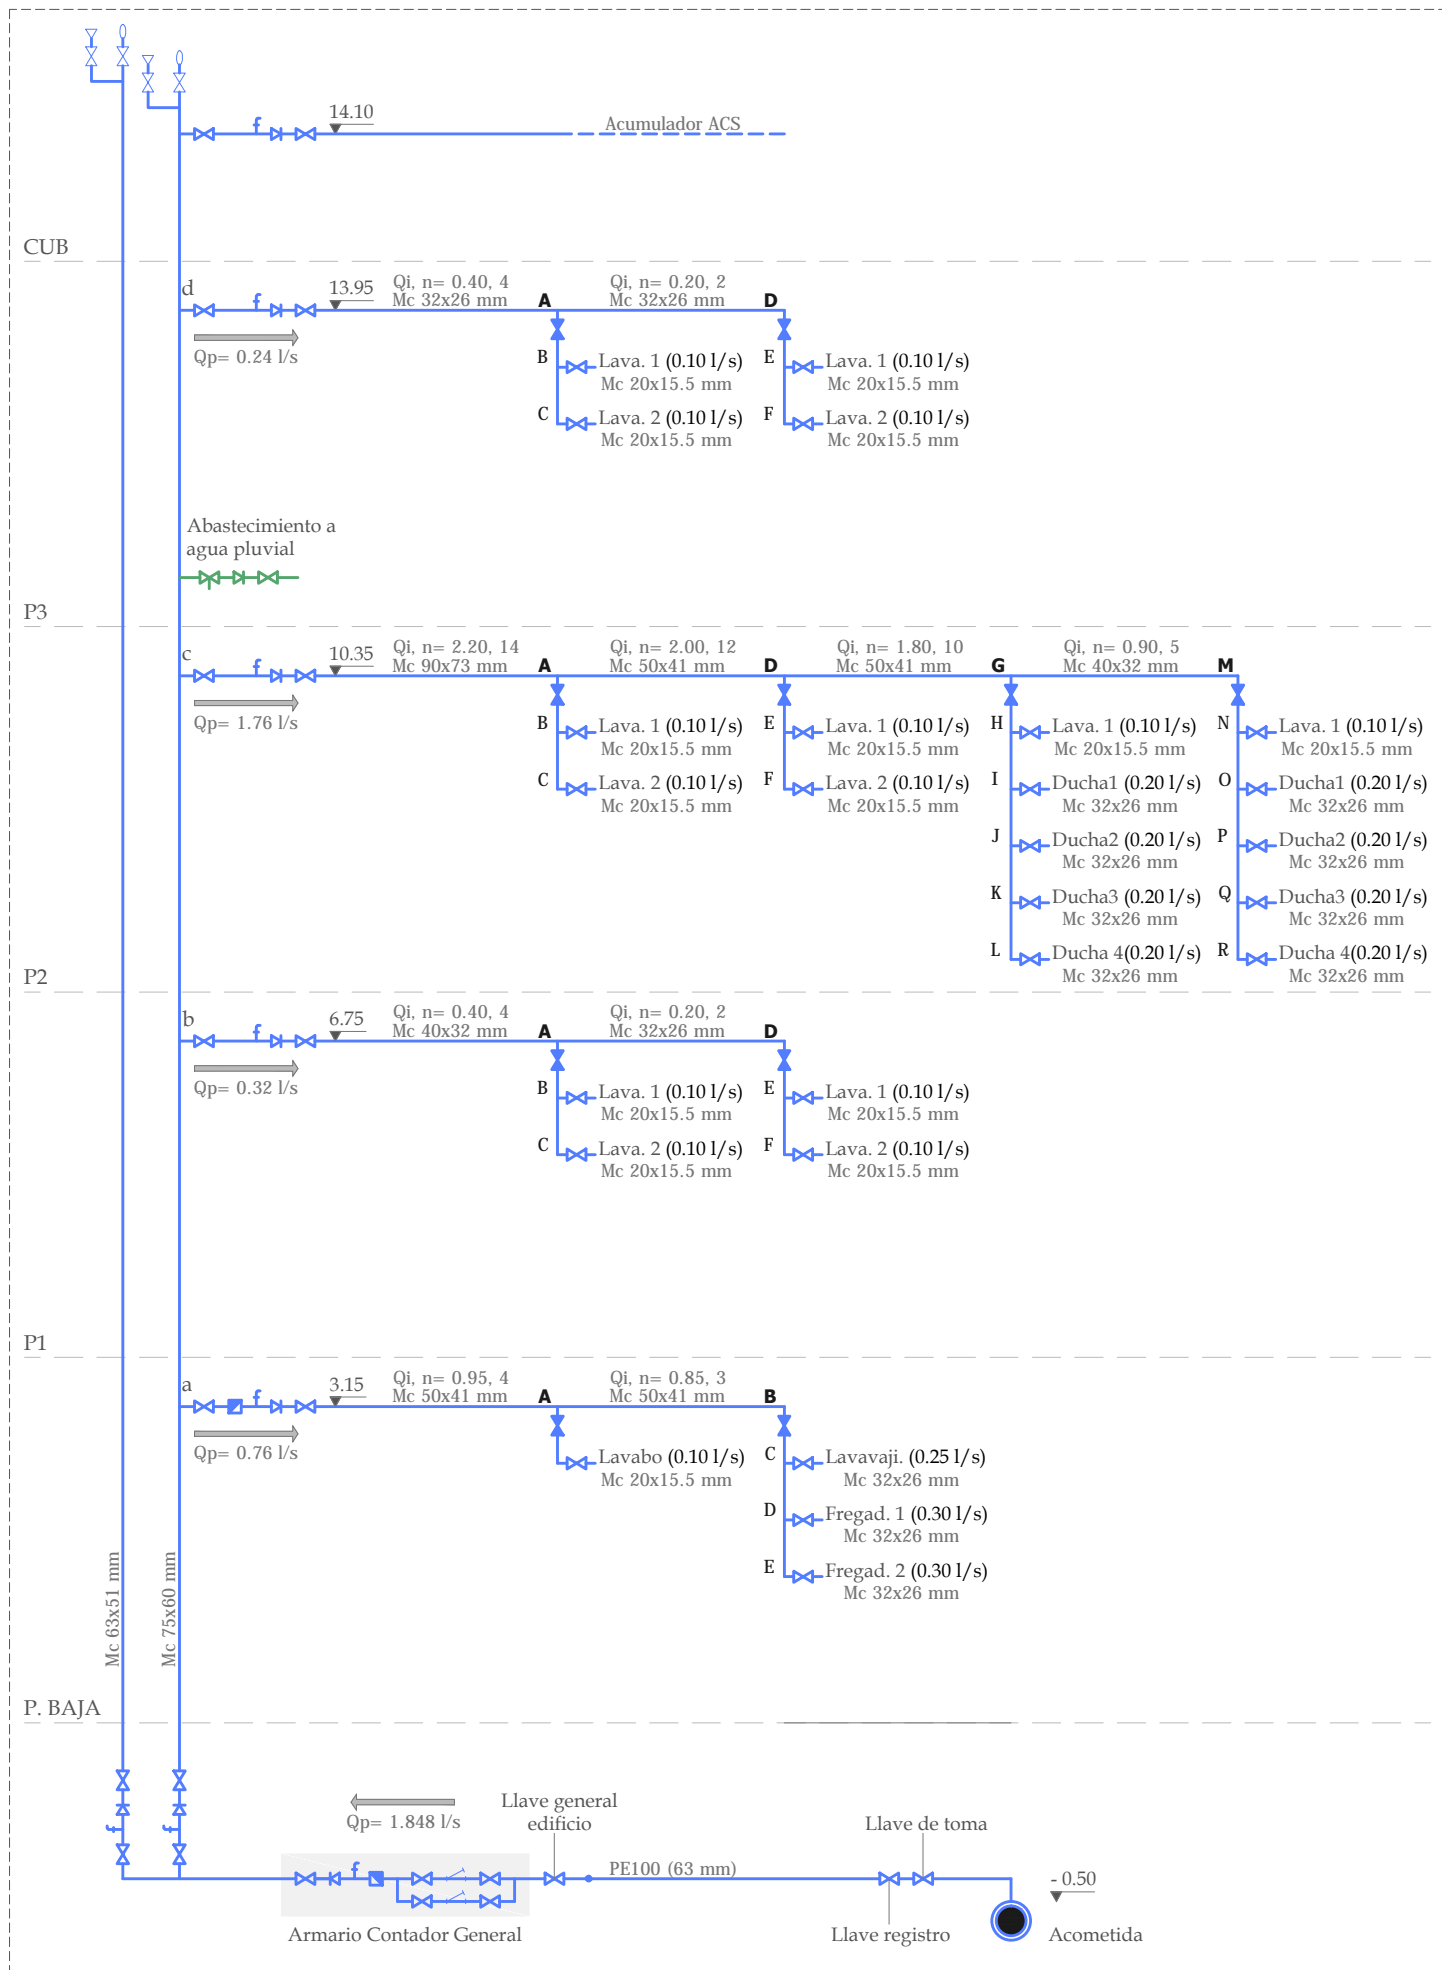 14.10
Acumulador ACS
CUB
d
13.95
Qi, n= 0.40, 4
Mc 32x26 mm
A
Qi, n= 0.20, 2
Mc 32x26 mm
D
Qp= 0.24 l/s
B
Lava. 1 (0.10 l/s)
Mc 20x15.5 mm
E
Lava. 1 (0.10 l/s)
Mc 20x15.5 mm
C
Lava. 2 (0.10 l/s)
Mc 20x15.5 mm
F
Lava. 2 (0.10 l/s)
Mc 20x15.5 mm
Abastecimiento a
agua pluvial
P3
c
10.35
Qi, n= 2.20, 14
Mc 90x73 mm
A
Qi, n= 2.00, 12
Mc 50x41 mm
D
Qi, n= 1.80, 10
Mc 50x41 mm
G
Qi, n= 0.90, 5
Mc 40x32 mm
M
Qp= 1.76 l/s
B
Lava. 1 (0.10 l/s)
Mc 20x15.5 mm
E
Lava. 1 (0.10 l/s)
Mc 20x15.5 mm
H
Lava. 1 (0.10 l/s)
Mc 20x15.5 mm
N
Lava. 1 (0.10 l/s)
Mc 20x15.5 mm
C
Lava. 2 (0.10 l/s)
Mc 20x15.5 mm
F
Lava. 2 (0.10 l/s)
Mc 20x15.5 mm
I
Ducha1 (0.20 l/s)
Mc 32x26 mm
O
Ducha1 (0.20 l/s)
Mc 32x26 mm
J
Ducha2 (0.20 l/s)
Mc 32x26 mm
P
Ducha2 (0.20 l/s)
Mc 32x26 mm
K
Ducha3 (0.20 l/s)
Mc 32x26 mm
Q
Ducha3 (0.20 l/s)
Mc 32x26 mm
L
Ducha 4(0.20 l/s)
Mc 32x26 mm
R
Ducha 4(0.20 l/s)
Mc 32x26 mm
P2
b
6.75
Qi, n= 0.40, 4
Mc 40x32 mm
A
Qi, n= 0.20, 2
Mc 32x26 mm
D
Qp= 0.32 l/s
B
Lava. 1 (0.10 l/s)
Mc 20x15.5 mm
E
Lava. 1 (0.10 l/s)
Mc 20x15.5 mm
C
Lava. 2 (0.10 l/s)
Mc 20x15.5 mm
F
Lava. 2 (0.10 l/s)
Mc 20x15.5 mm
P1
a
3.15
Qi, n= 0.95, 4
Mc 50x41 mm
A
Qi, n= 0.85, 3
Mc 50x41 mm
B
Qp= 0.76 l/s
Lavabo (0.10 l/s)
Mc 20x15.5 mm
C
Lavavaji. (0.25 l/s)
Mc 32x26 mm
D
Fregad. 1 (0.30 l/s)
Mc 32x26 mm
E
Fregad. 2 (0.30 l/s)
Mc 32x26 mm
Mc 63x51 mm
Mc 75x60 mm
P. BAJA
Qp= 1.848 l/s
Llave general
edificio
Llave de toma
PE100 (63 mm)
- 0.50
Armario Contador General
Llave registro
Acometida